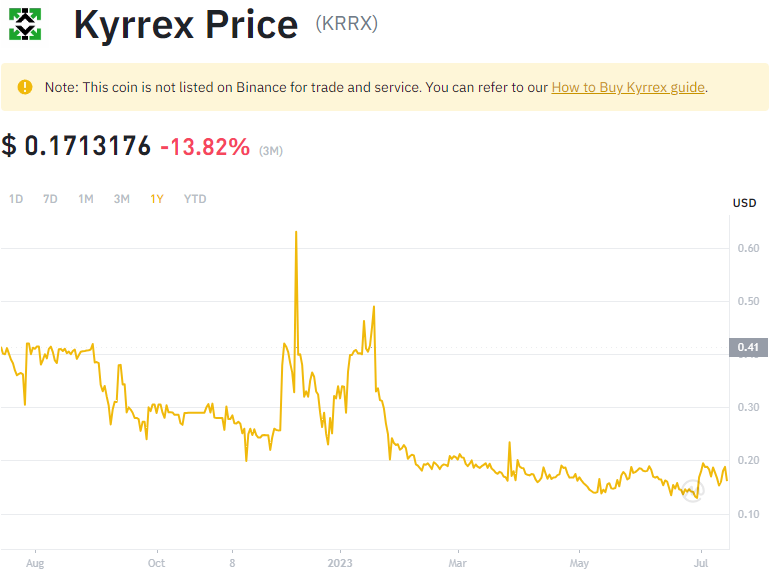 Kyrrex Price (KRRX)
Note: This coin is not listed on Binance for trade and service. You can refer to our How to Buy Kyrrex guide.
$ 0.1713176 -13.82% (3M)
1D 7D 1M 3M 1Y YTD
USD
0.60
0.50
0.41
0.30
0.20
0.10
Aug Oct 8 2023 Mar May Jul